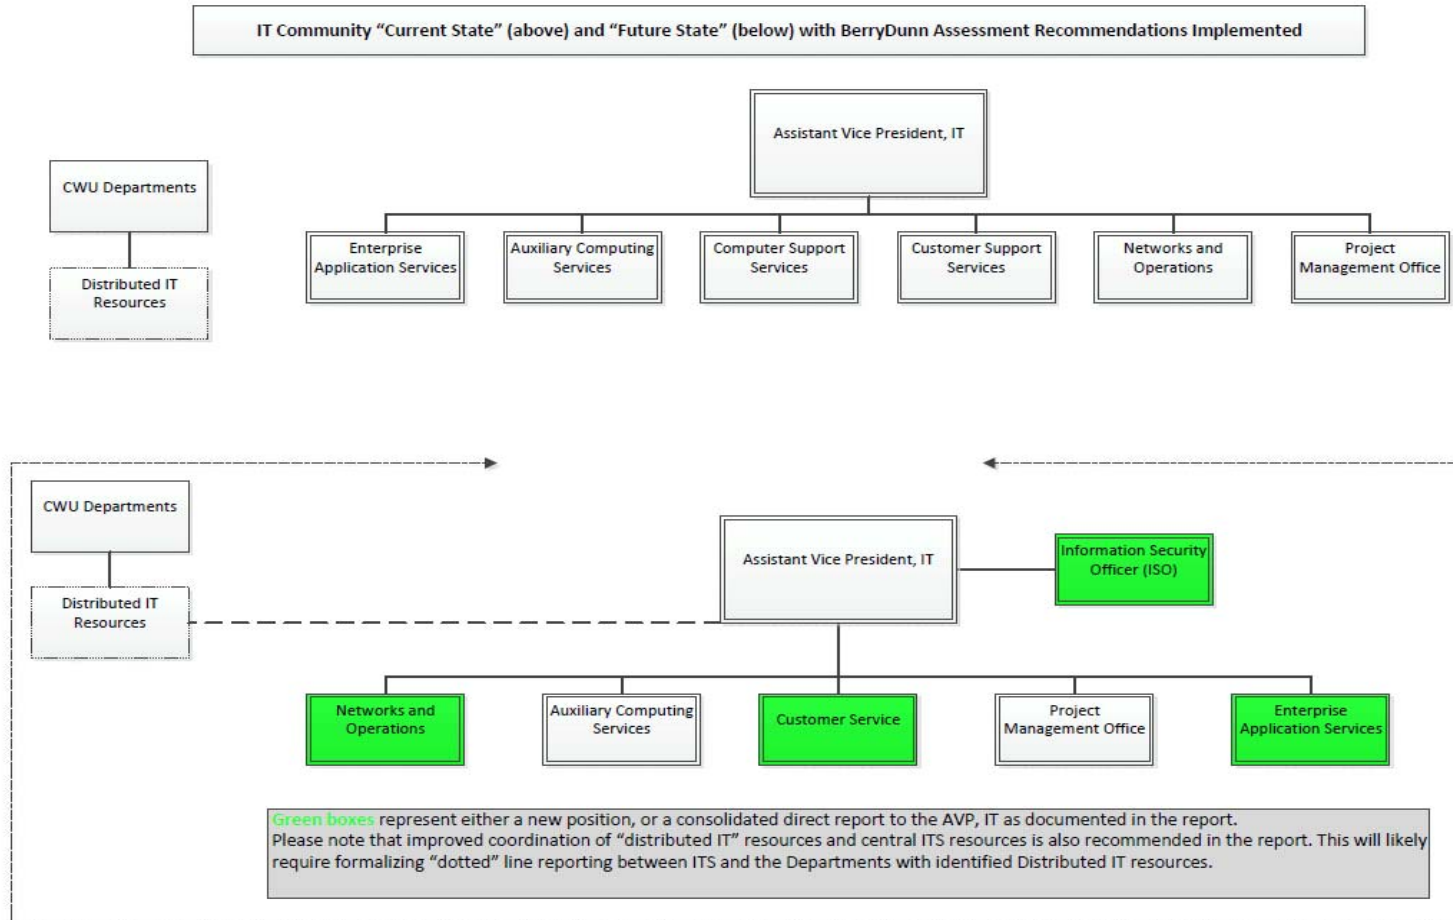 IT Community “Current State” (above) and “Future State” (below) with BerryDunn Assessment Recommendations Implemented
Assistant Vice President, IT
CWU Departments
Distributed IT
Resources
Enterprise
Application Services
Auxiliary Computing
Services
Computer Support
Services
Customer Support
Services
Networks and
Operations
Project
Management Office
CWU Departments
Distributed IT
Resources
Assistant Vice President, IT
Information Security
Officer (ISO)
Networks and
Operations
Auxiliary Computing
Services
Customer Service
Project
Management Office
Enterprise
Application Services
Green boxes represent either a new position, or a consolidated direct report to the AVP, IT as documented in the report.
Please note that improved coordination of “distributed IT” resources and central ITS resources is also recommended in the report. This will likely
require formalizing “dotted” line reporting between ITS and the Departments with identified Distributed IT resources.